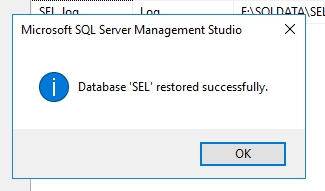 SEL_log Log F:\SQLDATA\SEL
Microsoft SQL Server Management Studio
Database 'SEL' restored successfully.
OK